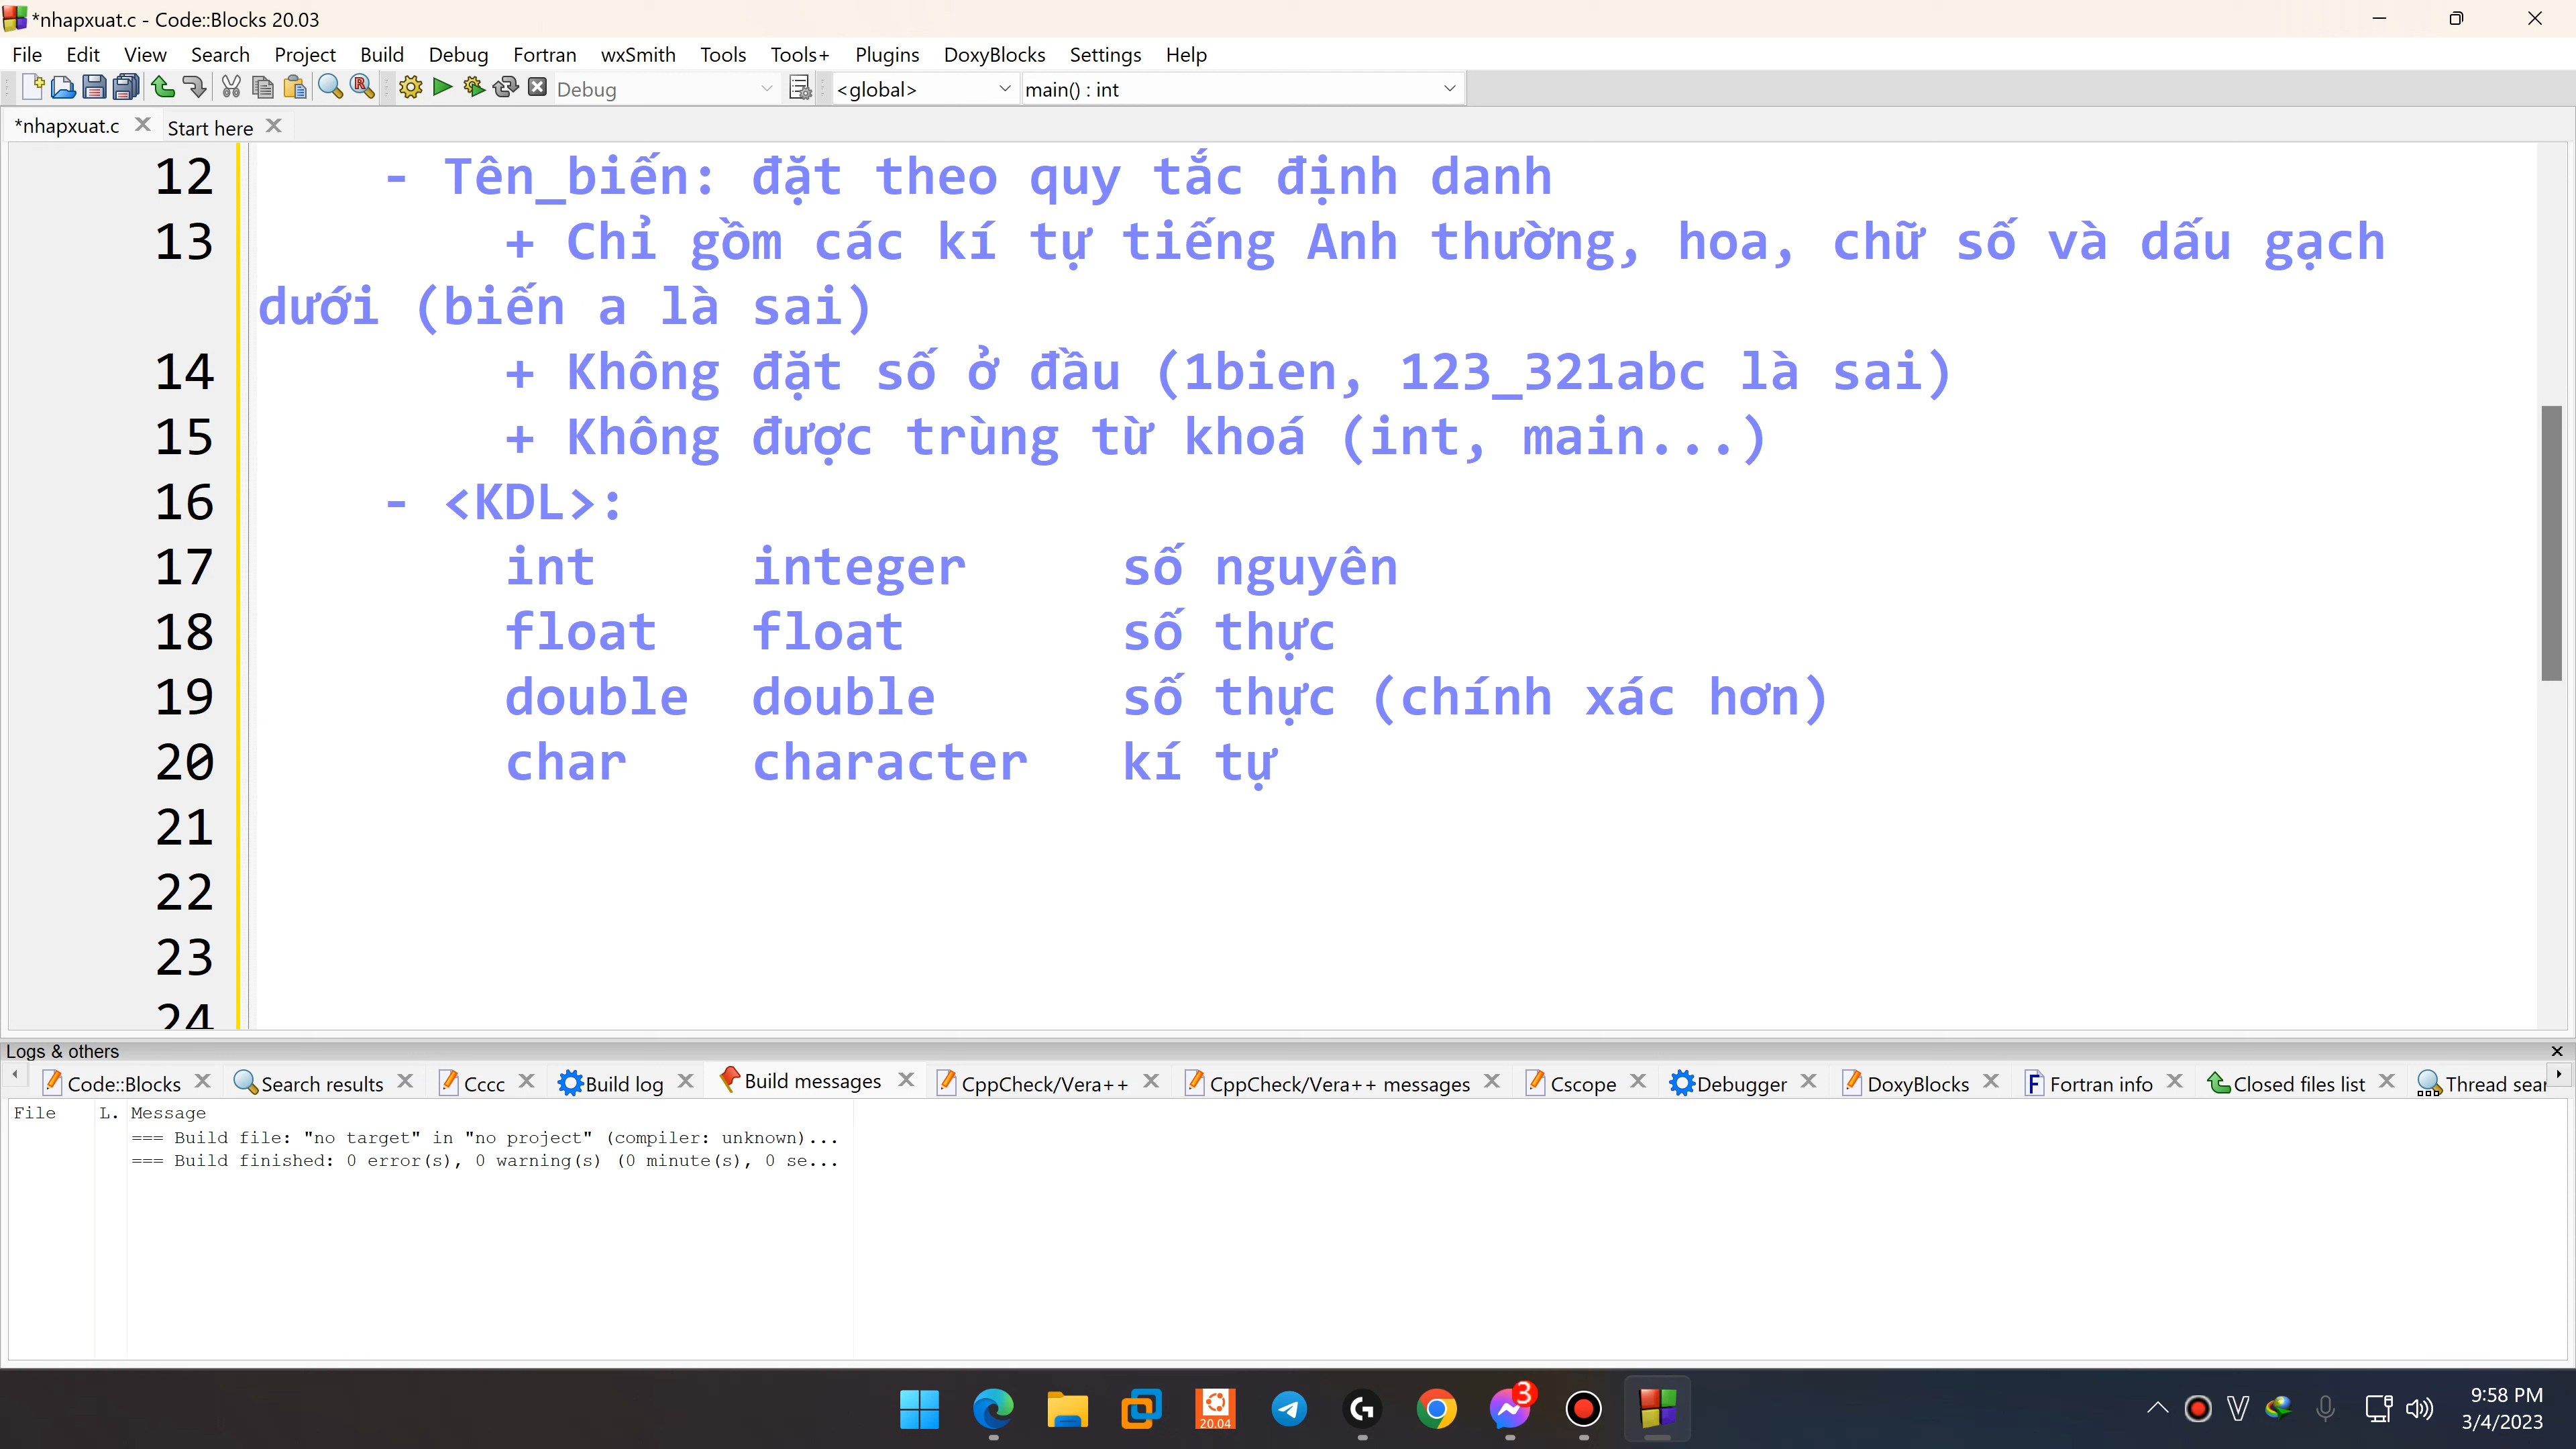 *nhapxuat.c - Code::Blocks 20.03
File Edit View Search Project Build Debug Fortran wxSmith Tools Tools+ Plugins DoxyBlocks Settings Help
Debug <global> main() : int
*nhapxuat.c Start here
12 - Tên_biến: đặt theo quy tắc định danh
13 + Chỉ gồm các kí tự tiếng Anh thường, hoa, chữ số và dấu gạch
dưới (biến a là sai)
14 + Không đặt số ở đầu (1bien, 123_321abc là sai)
15 + Không được trùng từ khoá (int, main...)
16 - <KDL>:
17 int integer số nguyên
18 float float số thực
19 double double số thực (chính xác hơn)
20 char character kí tự
21
22
23
24
Logs & others
Code::Blocks Search results Cccc Build log Build messages CppCheck/Vera++ CppCheck/Vera++ messages Cscope Debugger DoxyBlocks Fortran info Closed files list Thread sear
File L. Message
=== Build file: "no target" in "no project" (compiler: unknown)...
=== Build finished: 0 error(s), 0 warning(s) (0 minute(s), 0 se...
20.04
3
9:58 PM
3/4/2023